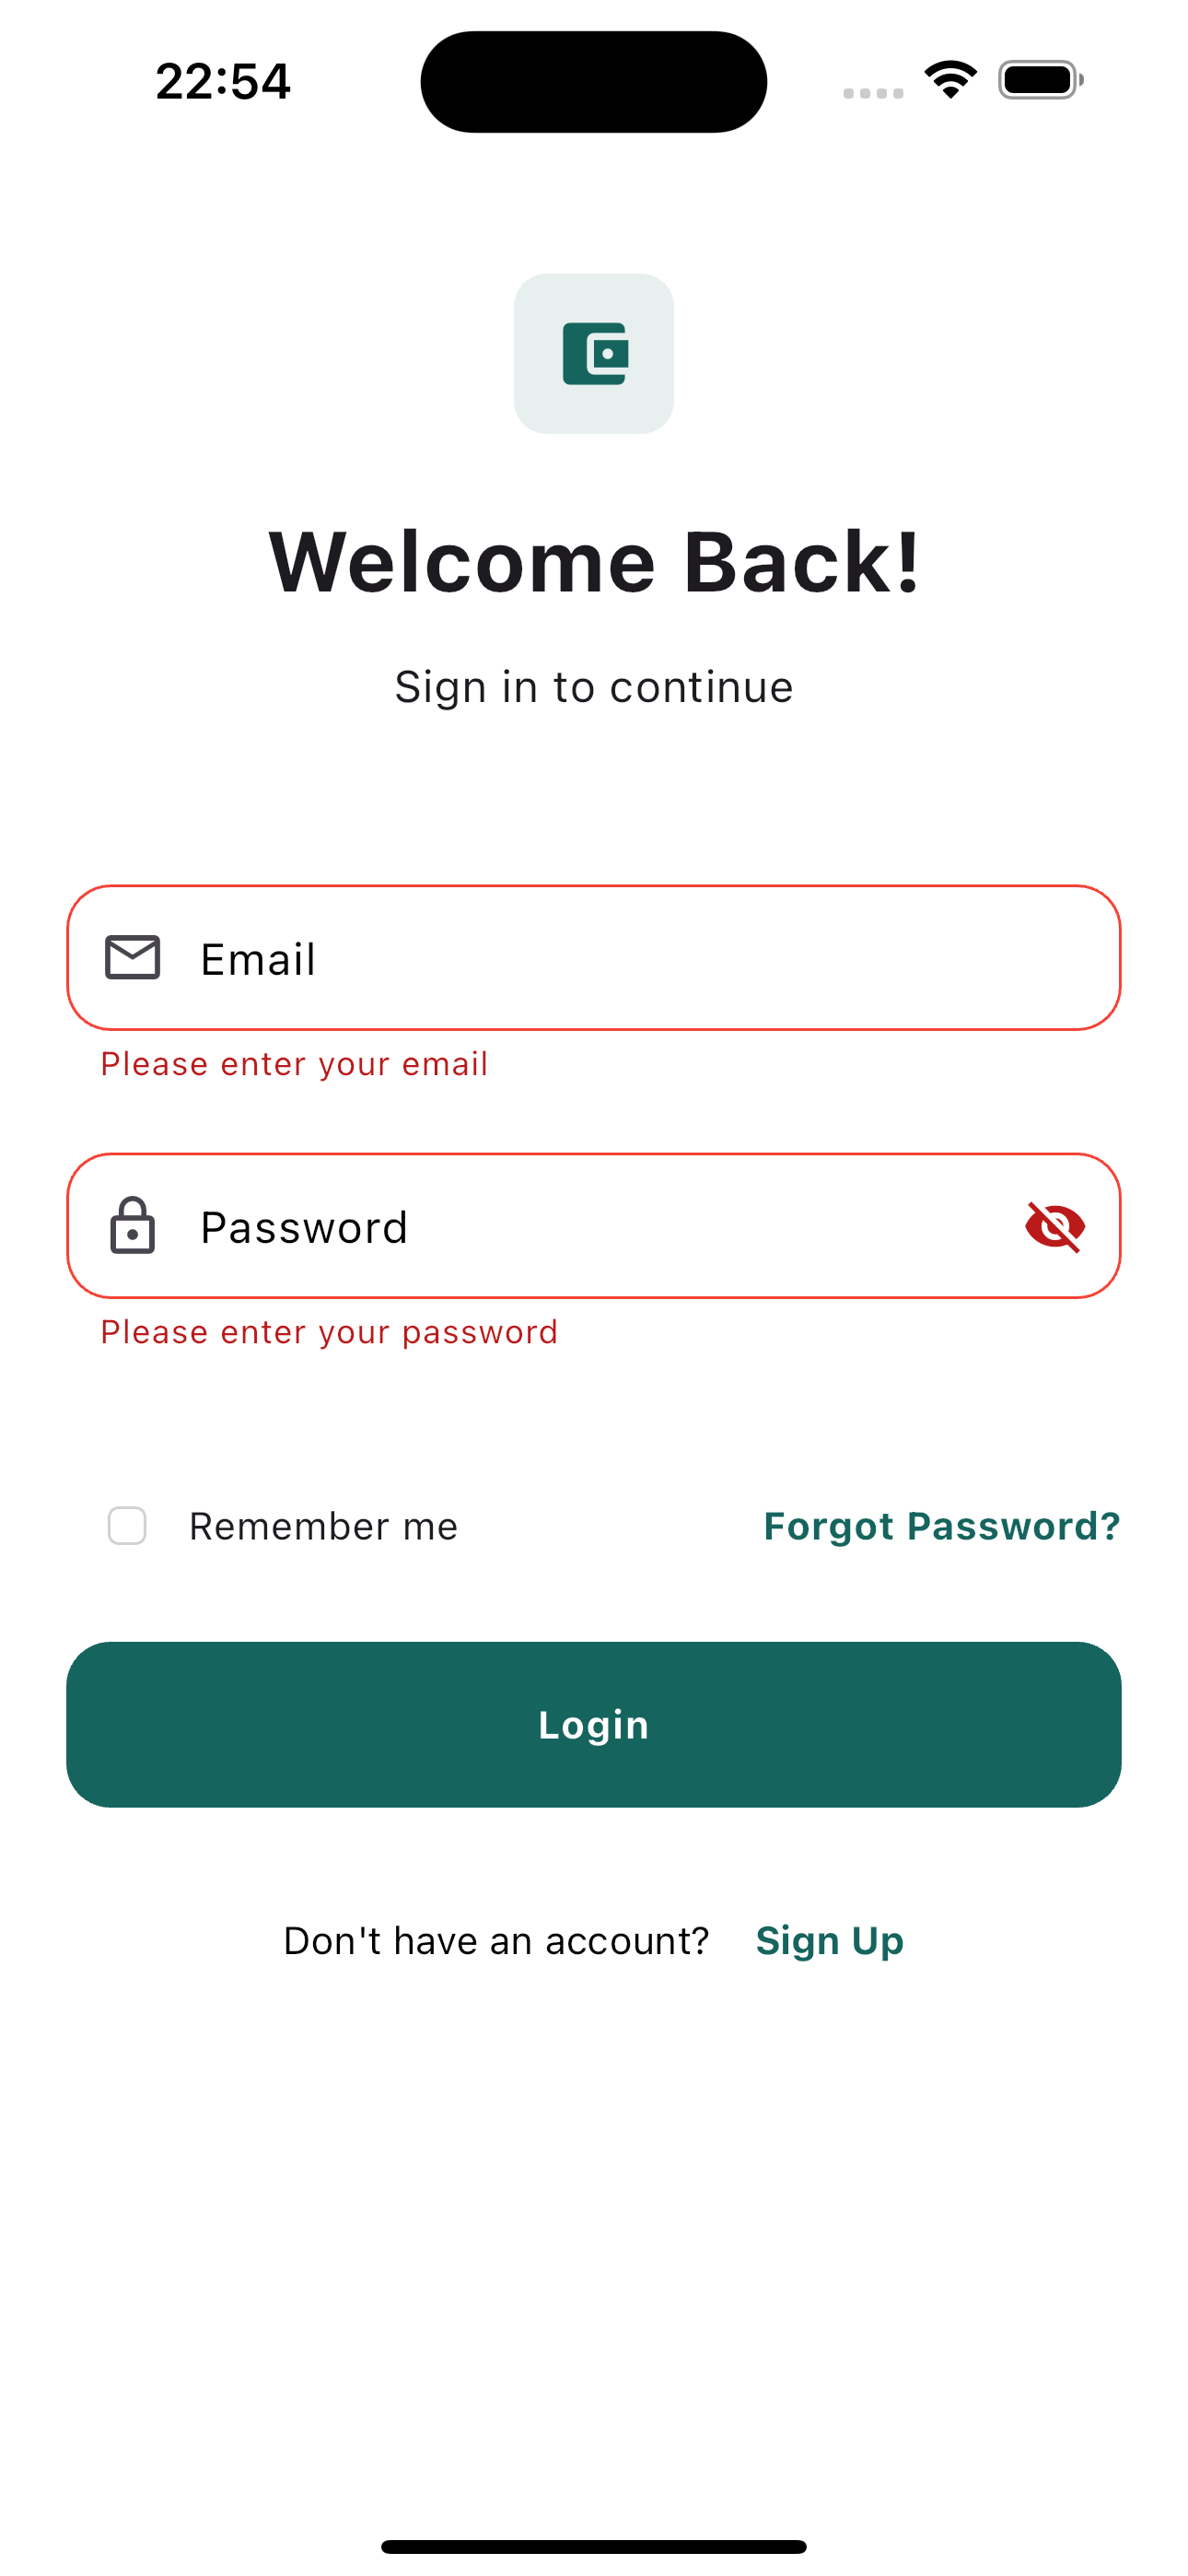 22:54
Welcome Back!
Sign in to continue
Email
Please enter your email
Password
Please enter your password
Remember me
Forgot Password?
Login
Don't have an account? Sign Up